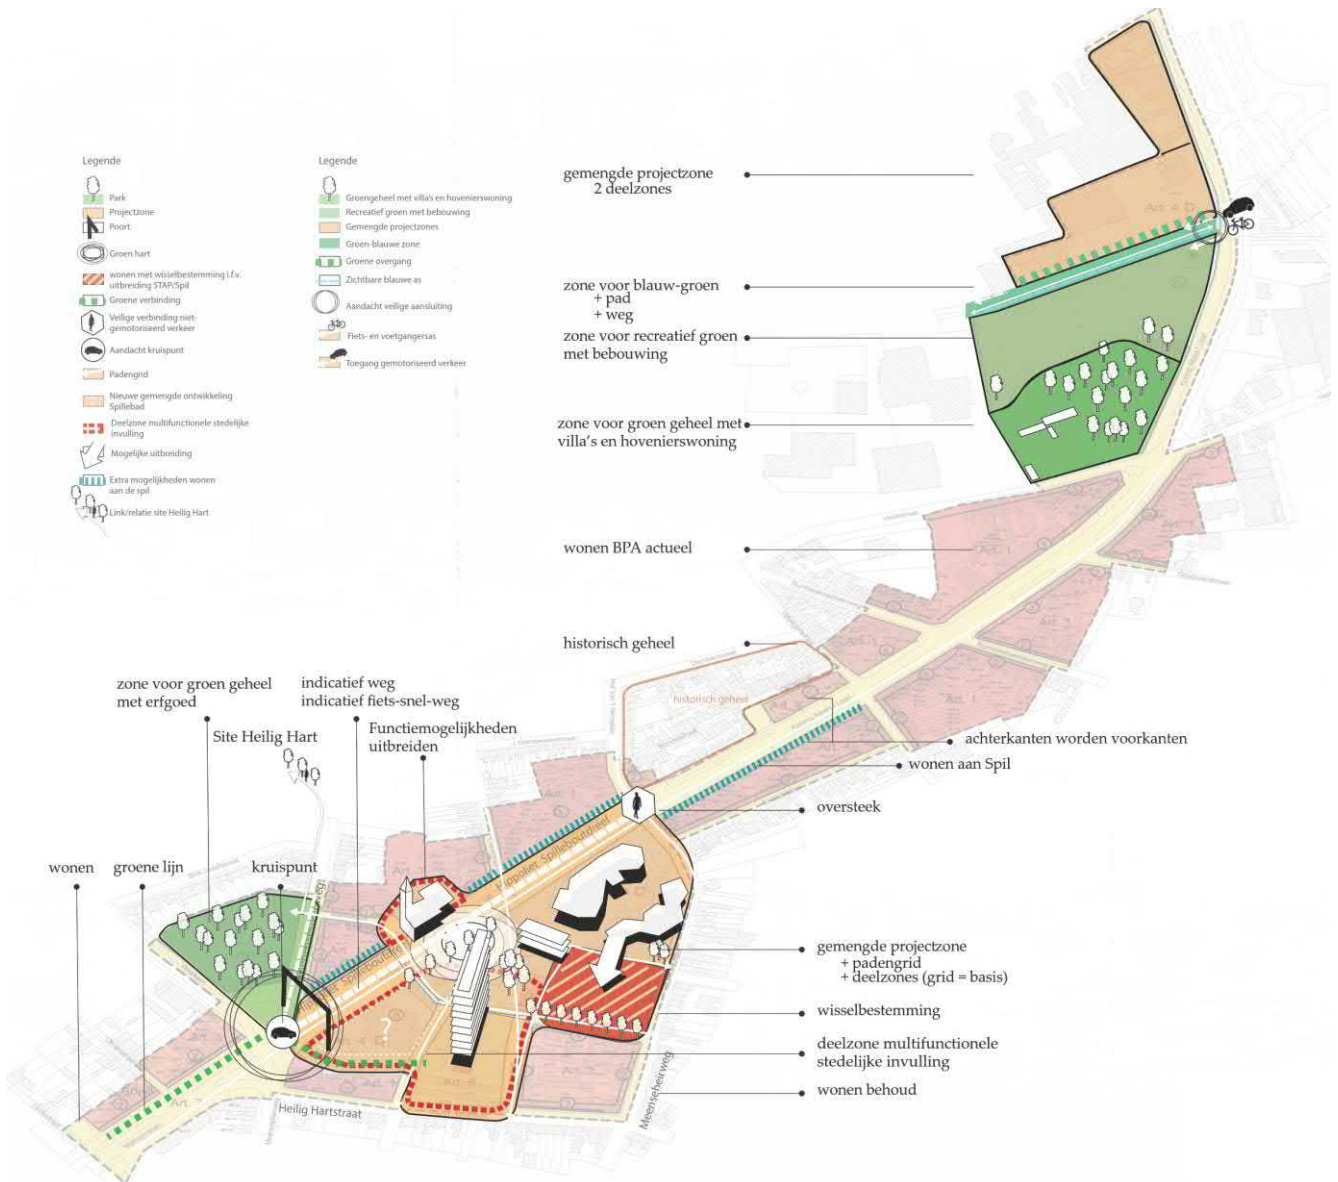 Legende
Park
Projectzone
Poort
Groen hart
wonen met wisselbestemming i.f.v.
uitbreiding STAP/Spil
Groene verbinding
Veilige verbinding niet-
gemotoriseerd verkeer
Aandacht kruispunt
Padengrid
Nieuwe gemengde ontwikkeling
Spillebad
Deelzone multifunctionele stedelijke
invulling
Mogelijke uitbreiding
Extra mogelijkheden wonen
aan de spil
Link/relatie site Heilig Hart
Legende
Groengeheel met villa's en hovenierswoning
Recreatief groen met bebouwing
Gemengde projectzones
Groen-blauwe zone
Groene overgang
Zichtbare blauwe as
Aandacht veilige aansluiting
Fiets- en voetgangersas
Toegang gemotoriseerd verkeer
gemengde projectzone
2 deelzones
zone voor blauw-groen
+ pad
+ weg
zone voor recreatief groen
met bebouwing
zone voor groen geheel met
villa's en hovenierswoning
wonen BPA actueel
historisch geheel
historisch geheel
zone voor groen geheel
met erfgoed
indicatief weg
indicatief fiets-snel-weg
Site Heilig Hart
Functiemogelijkheden
uitbreiden
achterkanten worden voorkanten
wonen aan Spil
oversteek
wonen
groene lijn
kruispunt
Hippoliet Spilleboutdreef
Hippoliet Spilleboutdreef
gemengde projectzone
+ padengrid
+ deelzones (grid = basis)
wisselbestemming
?
deelzone multifunctionele
stedelijke invulling
wonen behoud
Heilig Hartstraat
Meenseheirweg